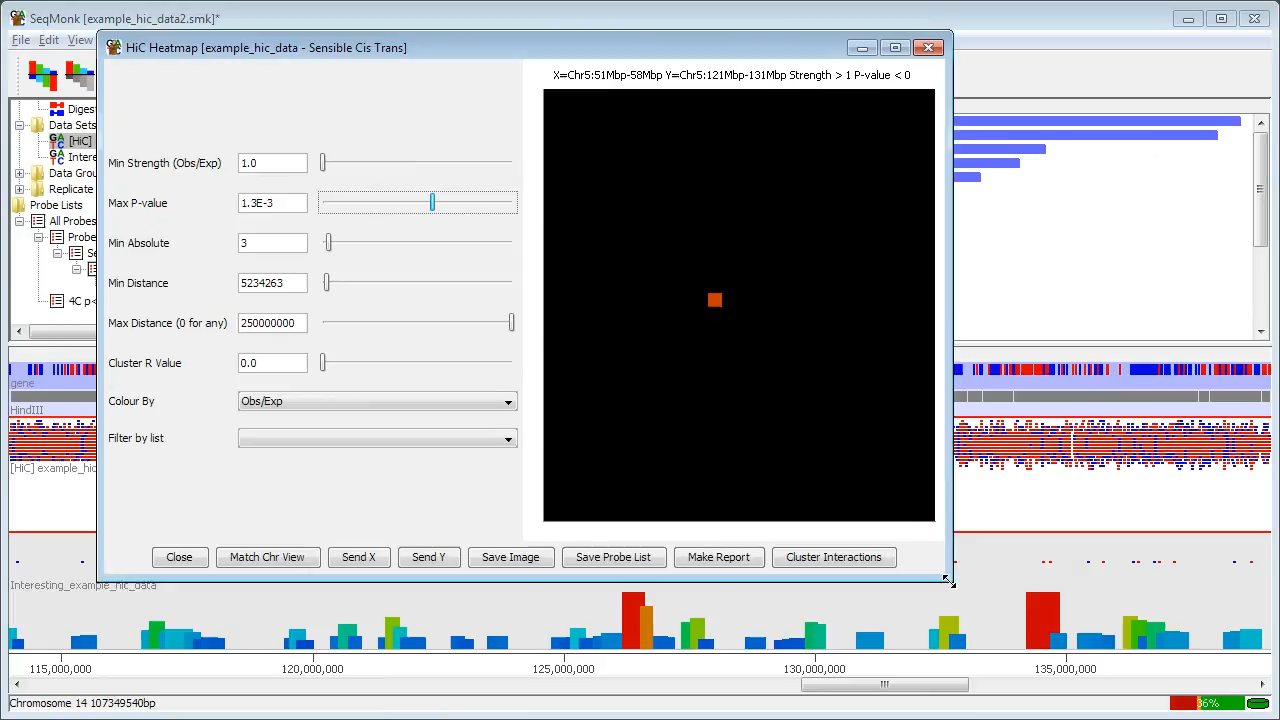 SeqMonk [example_hic_data2.smk]*
File Edit View
HiC Heatmap [example_hic_data - Sensible Cis Trans]
X=Chr5:51Mbp-58Mbp Y=Chr5:121Mbp-131Mbp Strength > 1 P-value < 0
Digest
Data Sets
[HiC]
Intere
Data Grou
Replicate
Probe Lists
All Probes
Probe
Se
4C p<
Min Strength (Obs/Exp) 1.0
Max P-value 1.3E-3
Min Absolute 3
Min Distance 5234263
Max Distance (0 for any) 250000000
Cluster R Value 0.0
Colour By Obs/Exp
Filter by list
Close Match Chr View Send X Send Y Save Image Save Probe List Make Report Cluster Interactions
gene
HindIII
[HiC] example_hic
Interesting_example_hic_data
115,000,000 120,000,000 125,000,000 130,000,000 135,000,000
Chromosome 14 107349540bp 36%